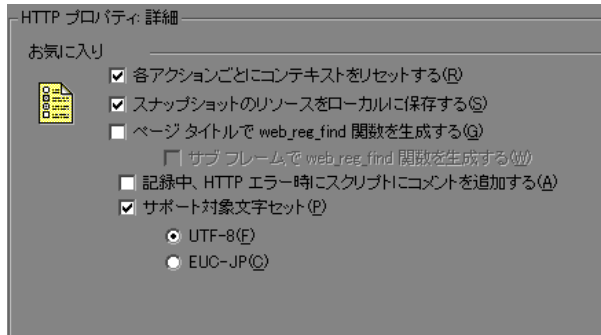 HTTP プロパティ: 詳細
お気に入り
各アクションごとにコンテキストをリセットする(R)
スナップショットのリソースをローカルに保存する(S)
ページ タイトルで web_reg_find 関数を生成する(G)
サブ フレームで web_reg_find 関数を生成する(W)
記録中、HTTP エラー時にスクリプトにコメントを追加する(A)
サポート対象文字セット(P)
UTF-8(F)
EUC-JP(C)